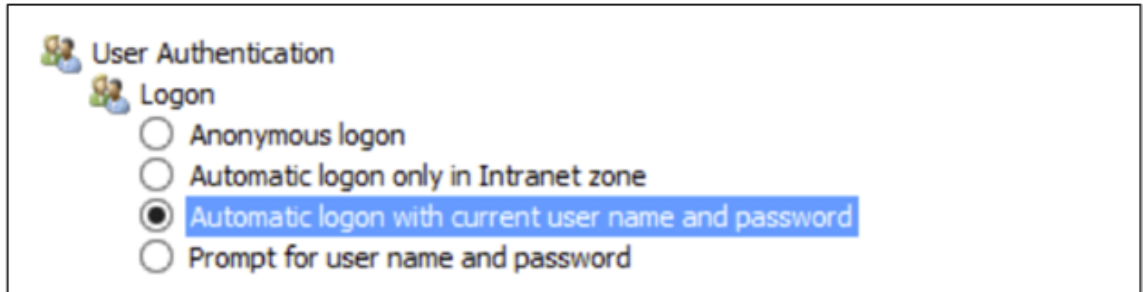 User Authentication
Logon
Anonymous logon
Automatic logon only in Intranet zone
Automatic logon with current user name and password
Prompt for user name and password